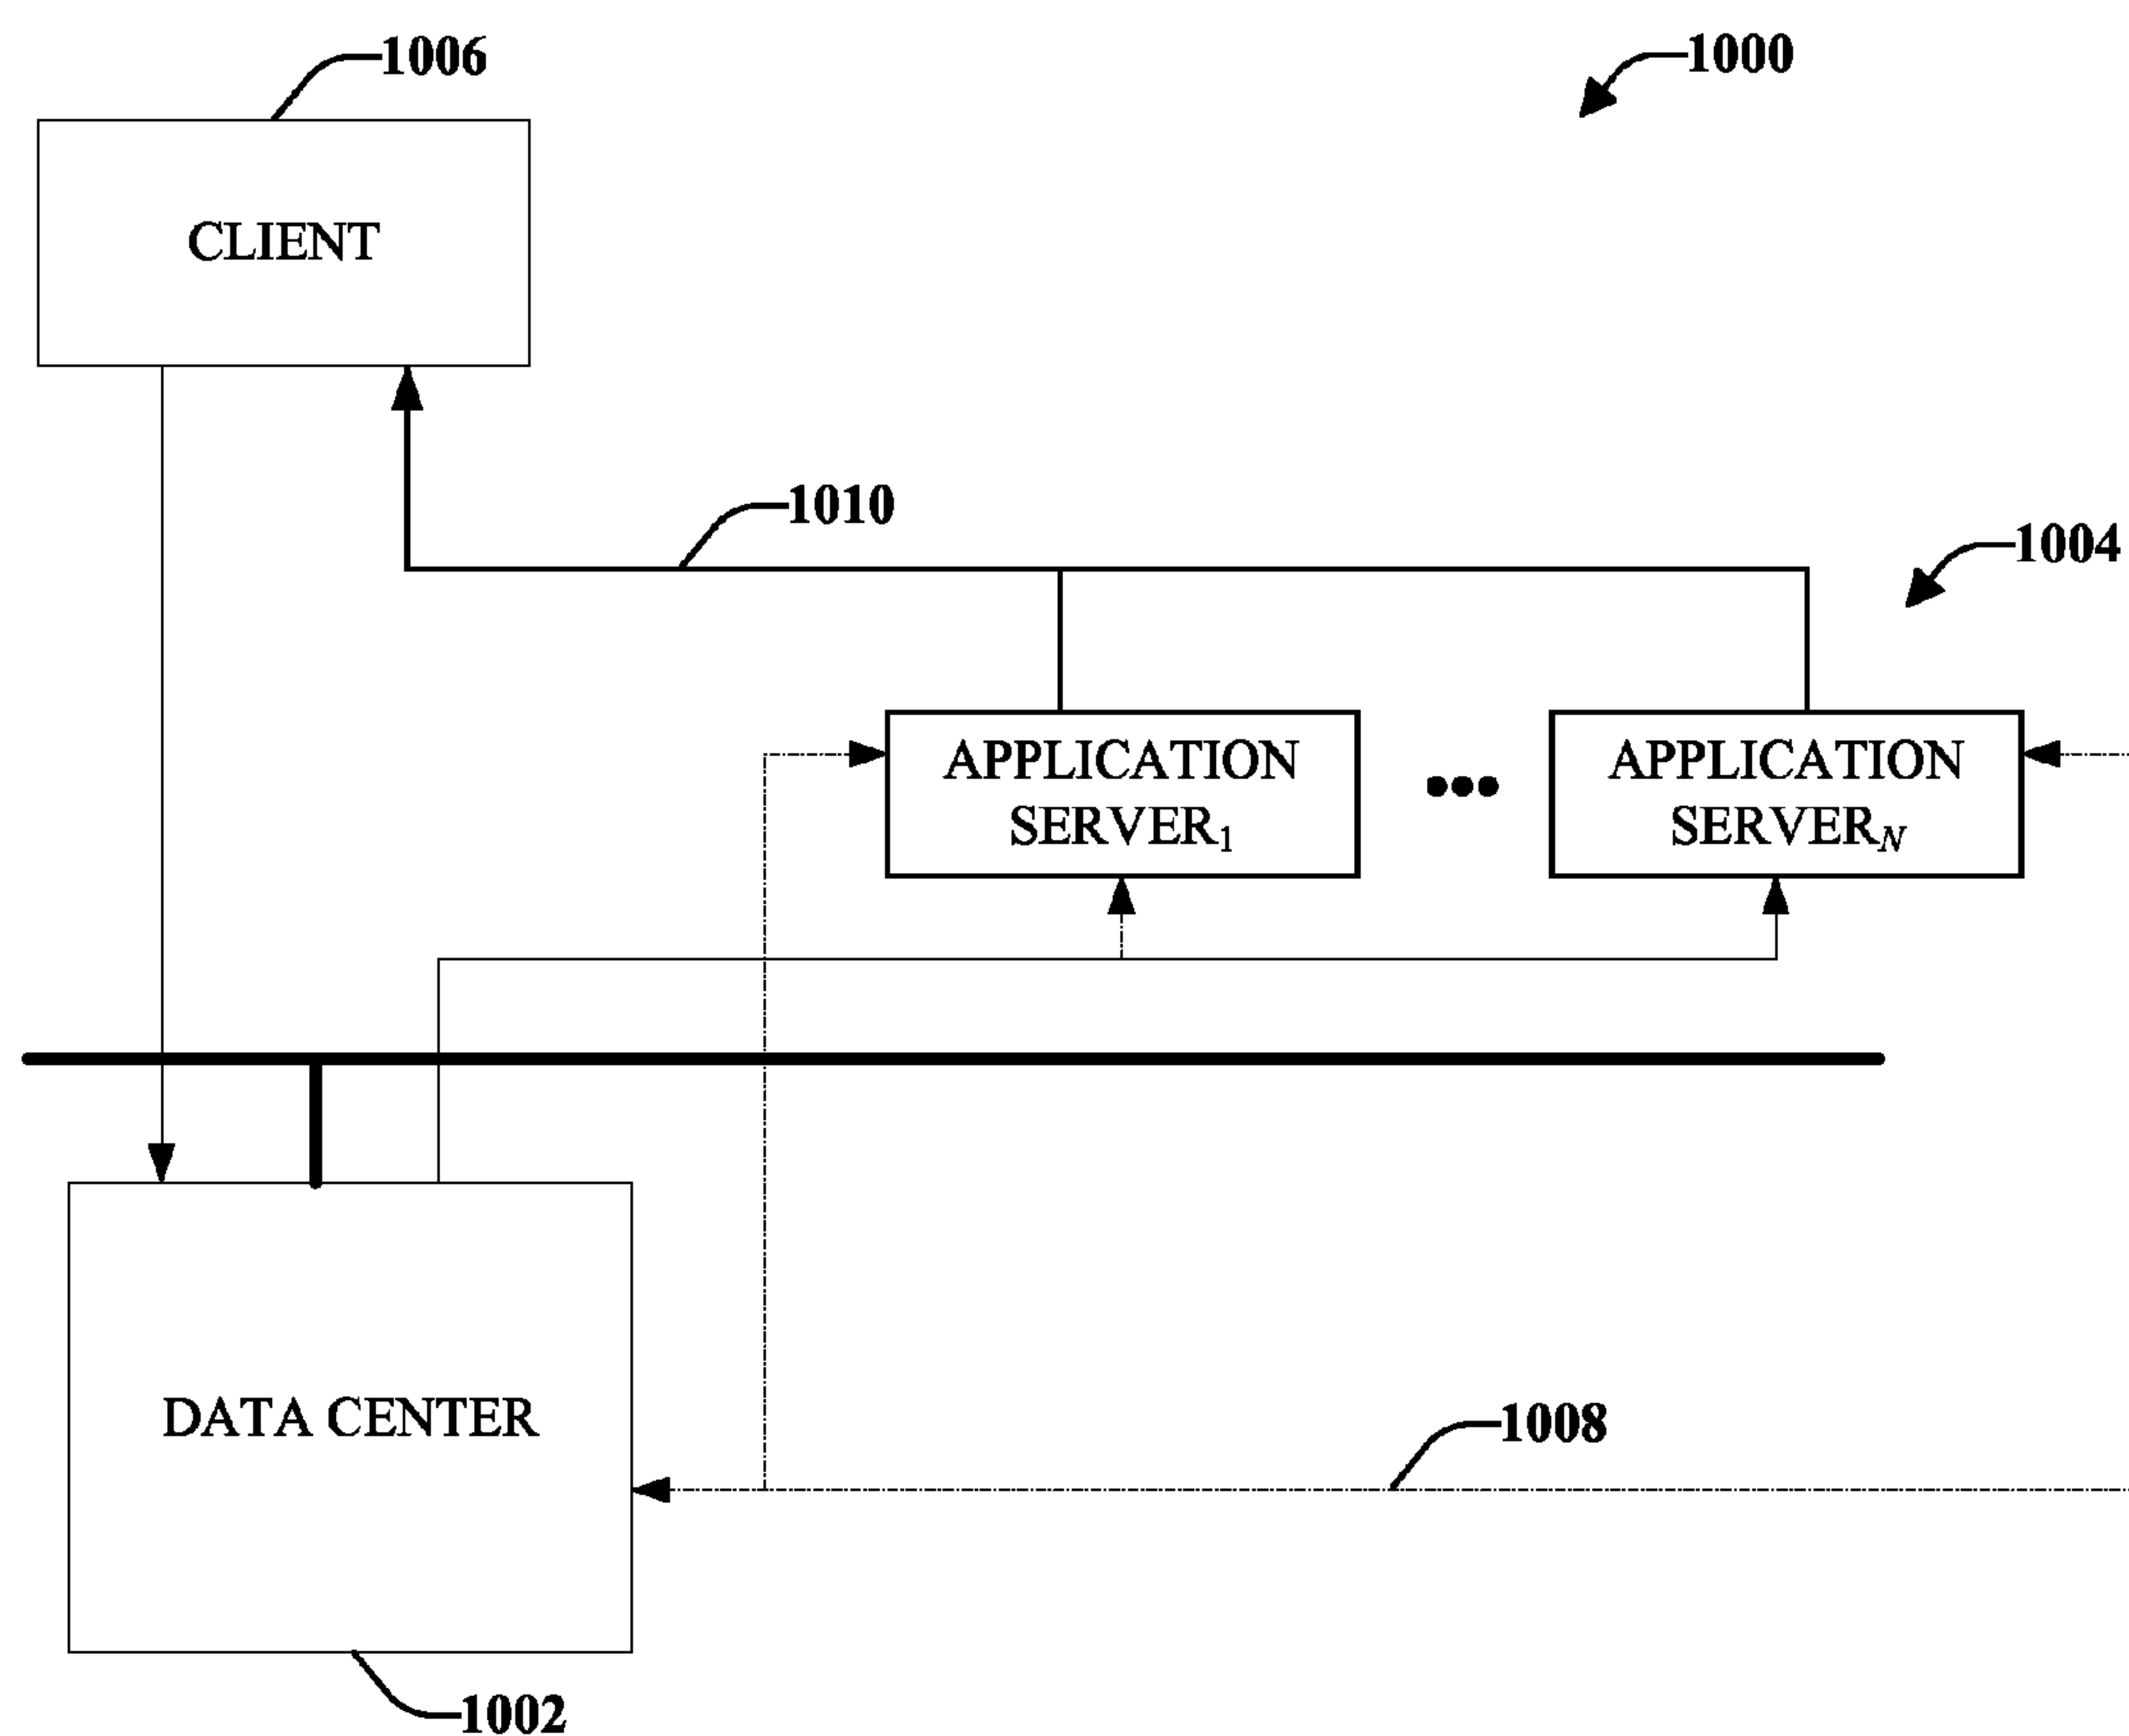 1006
1000
CLIENT
1010
1004
APPLICATION
SERVER1
APPLICATION
SERVERN
DATA CENTER
1008
1002